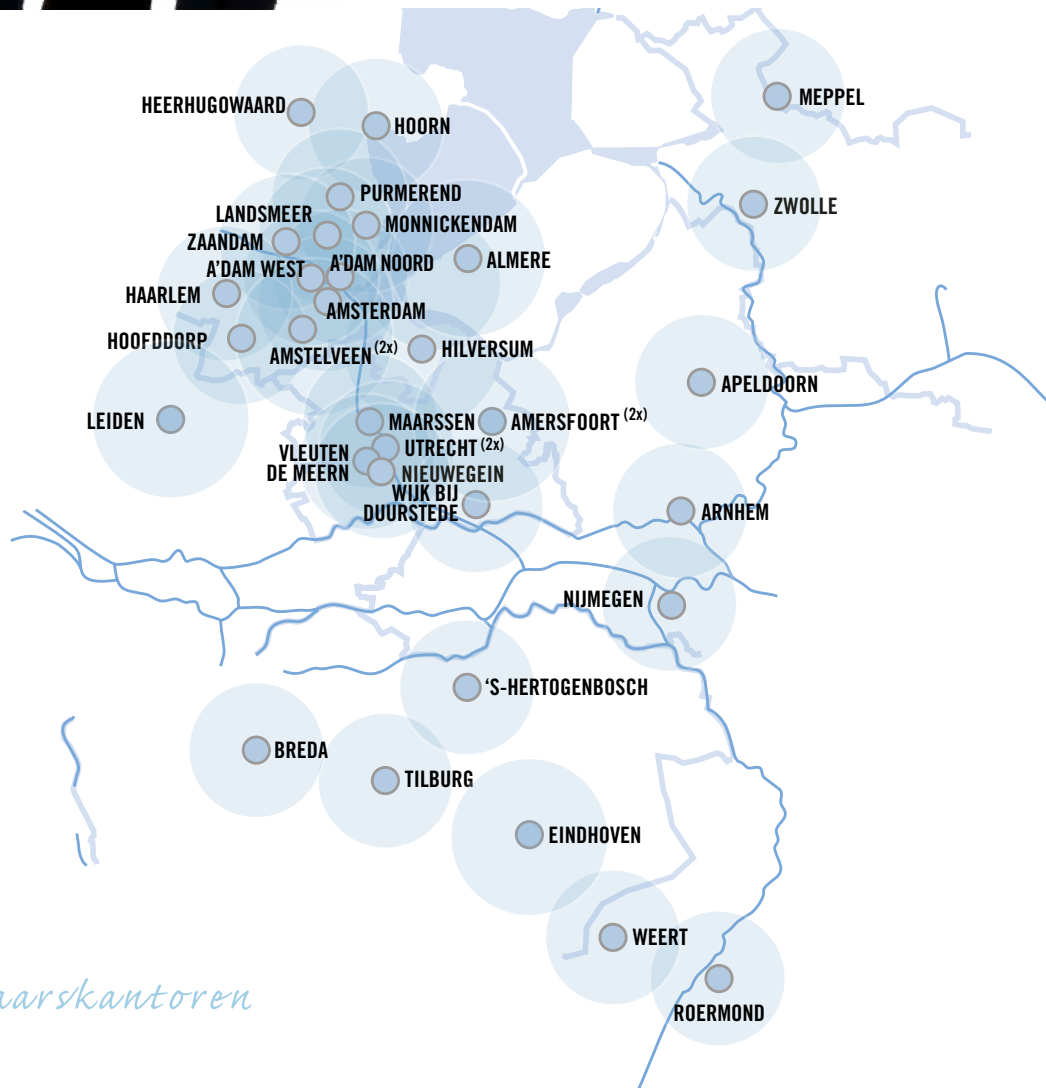 MEPPEL
HEERHUGOWAARD
HOORN
PURMEREND
ZWOLLE
LANDSMEER
MONNICKENDAM
ZAANDAM
A'DAM WEST
A'DAM NOORD
ALMERE
HAARLEM
AMSTERDAM
HOOFDDORP
AMSTELVEEN (2x)
HILVERSUM
APELDOORN
LEIDEN
MAARSSEN
AMERSFOORT (2x)
UTRECHT (2x)
VLEUTEN
DE MEERN
NIEUWEGEIN
WIJK BIJ
DUURSTEDE
ARNHEM
NIJMEGEN
‘S-HERTOGENBOSCH
BREDA
TILBURG
EINDHOVEN
WEERT
ROERMOND
aarskantoren